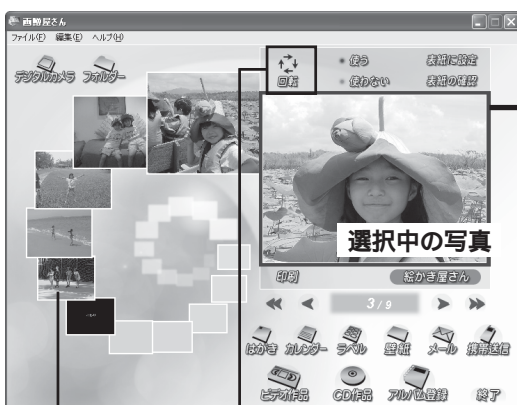 画廊屋さん
ファイル(F) 編集(E) ヘルプ(H)
デジタルカメラ フォルダー
回転
使う 表紙に設定
使わない 表紙の確認
選択中の写真
印刷 絵かき屋さん
3 / 9
はがき カレンダー ラベル 壁紙 メール 携帯送信
ビデオ作品 CD作品 アルバム登録 終了